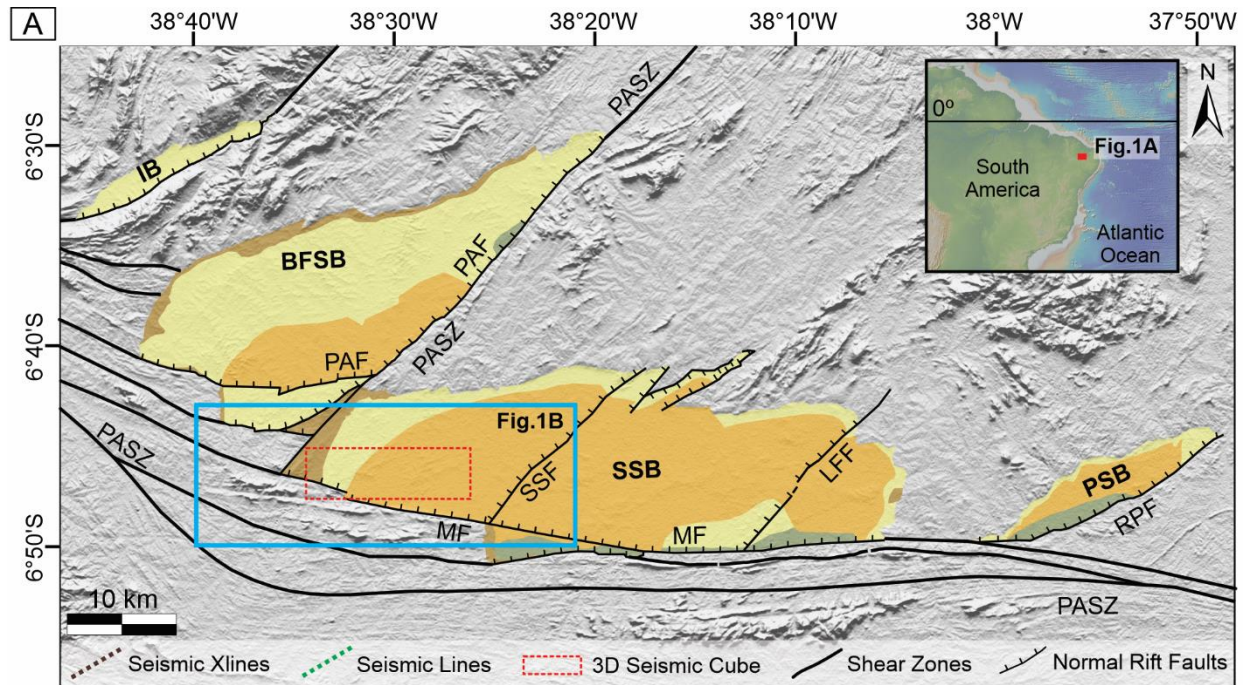 A
38°40'W
38°30'W
38°20'W
38°10'W
38°W
37°50'W
6°30'S
6°40'S
6°50'S
N
0º
Fig.1A
South
America
Atlantic
Ocean
PASZ
IB
BFSB
PAF
PAF
PASZ
Fig.1B
PASZ
SSF
SSB
LFF
PSB
RPF
MF
MF
PASZ
10 km
Seismic Xlines
Seismic Lines
3D Seismic Cube
Shear Zones
Normal Rift Faults